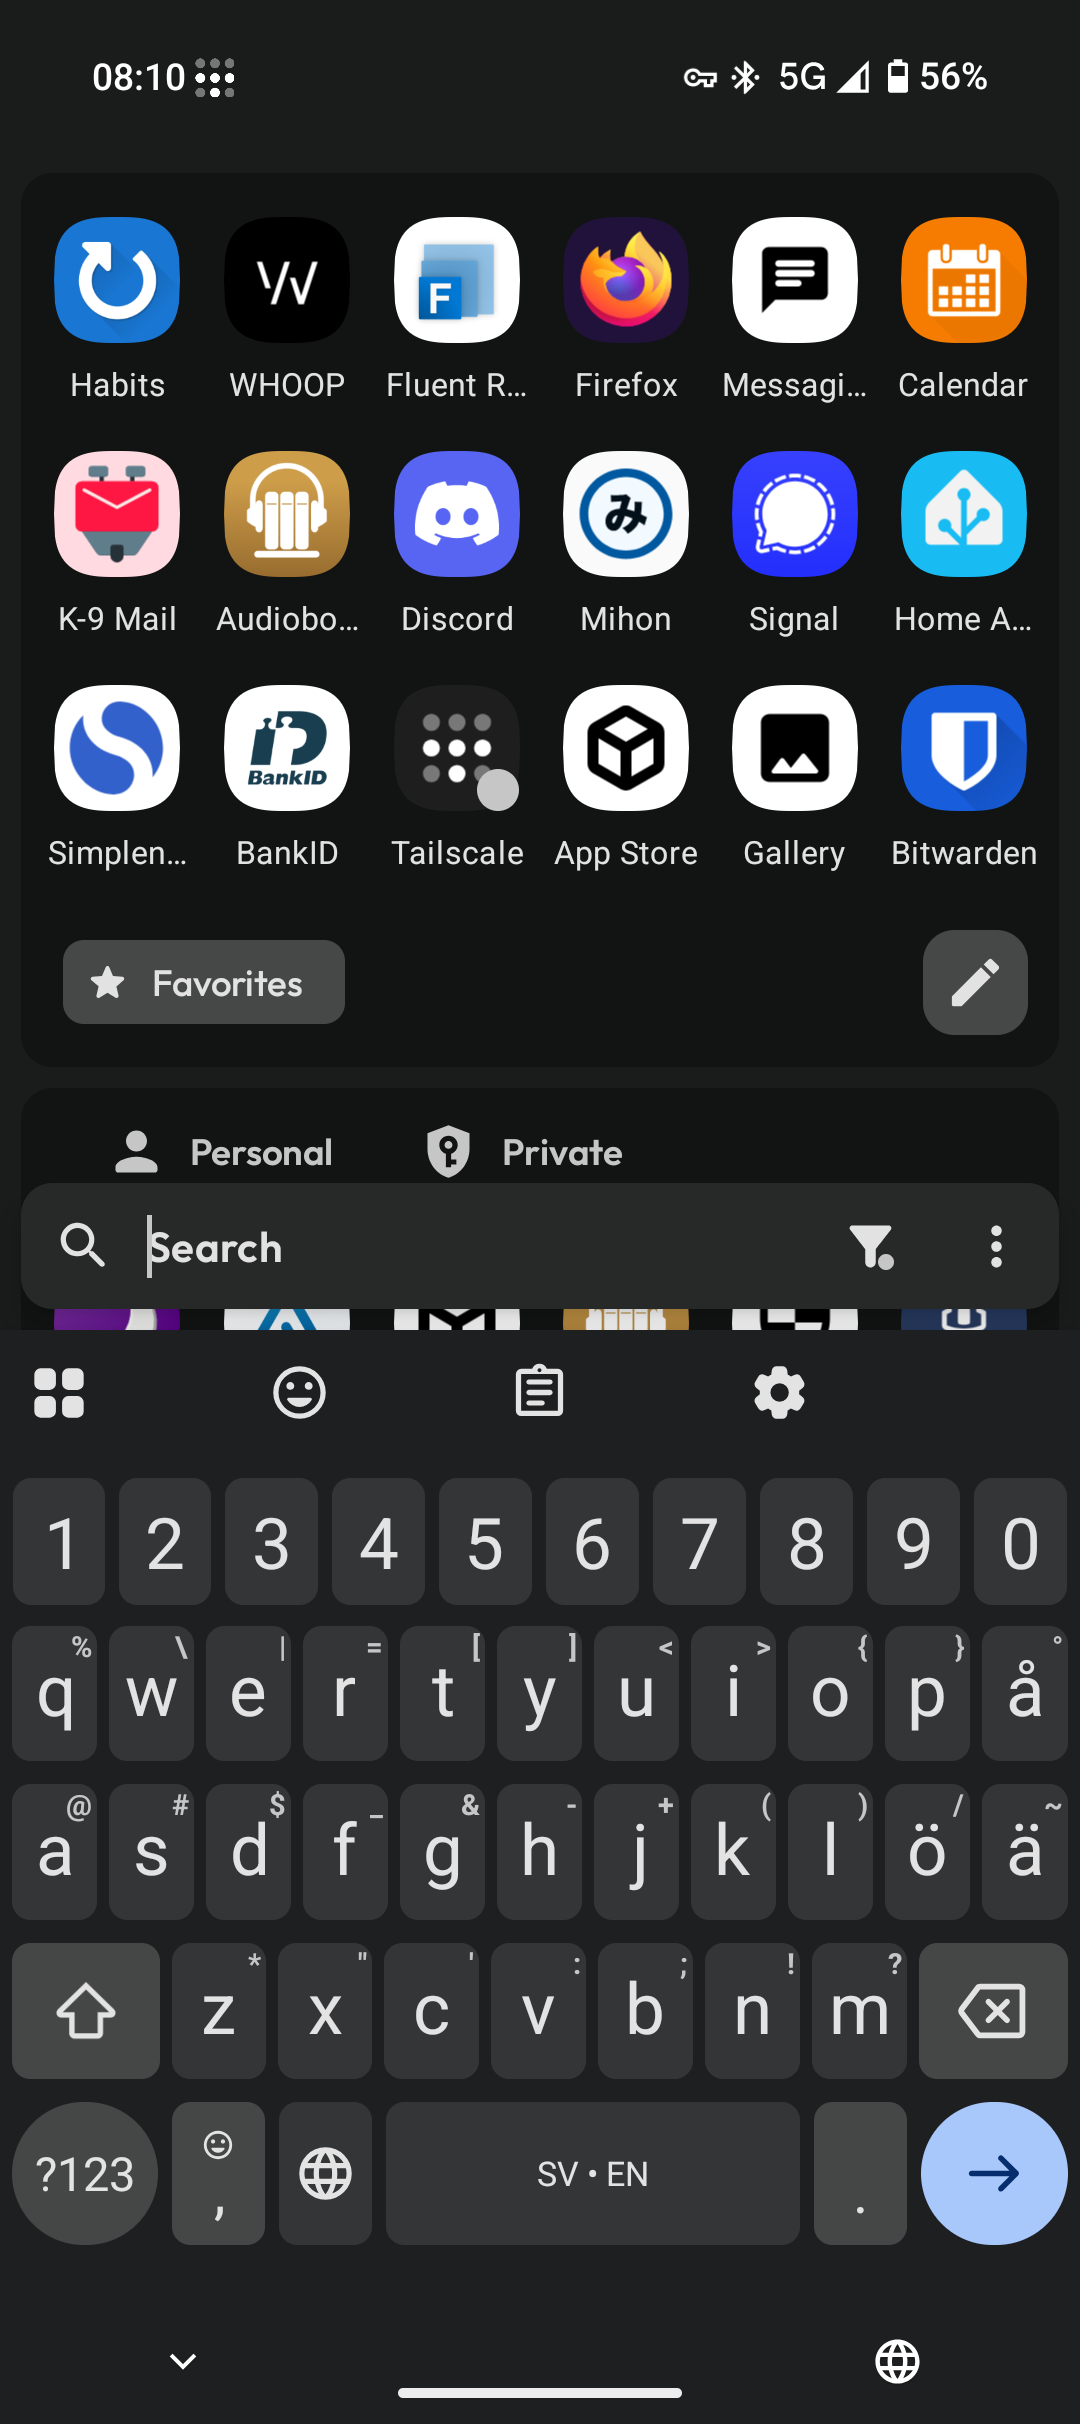 08:10 5G 56%
Habits WHOOP Fluent R... Firefox Messagi... Calendar
K-9 Mail Audiobo... Discord Mihon Signal Home A...
BankID
Simplen... BankID Tailscale App Store Gallery Bitwarden
Favorites
Personal Private
Search
1 2 3 4 5 6 7 8 9 0
% \ | = [ ] < > { } °
q w e r t y u i o p å
@ # $ _ & - + ( ) / ~
a s d f g h j k l ö ä
* " ' : ; ! ?
z x c v b n m
?123 , SV • EN .